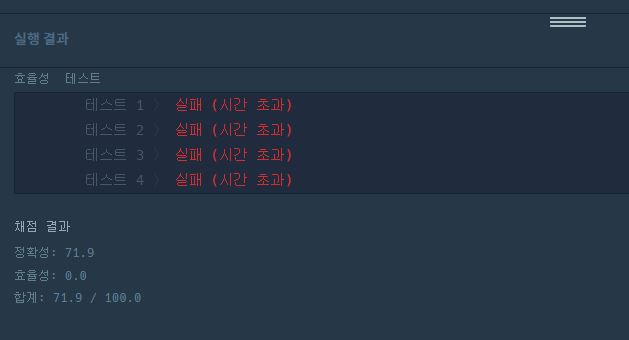 실행 결과
효율성 테스트
테스트 1 〉 실패 (시간 초과)
테스트 2 〉 실패 (시간 초과)
테스트 3 〉 실패 (시간 초과)
테스트 4 〉 실패 (시간 초과)
채점 결과
정확성: 71.9
효율성: 0.0
합계: 71.9 / 100.0